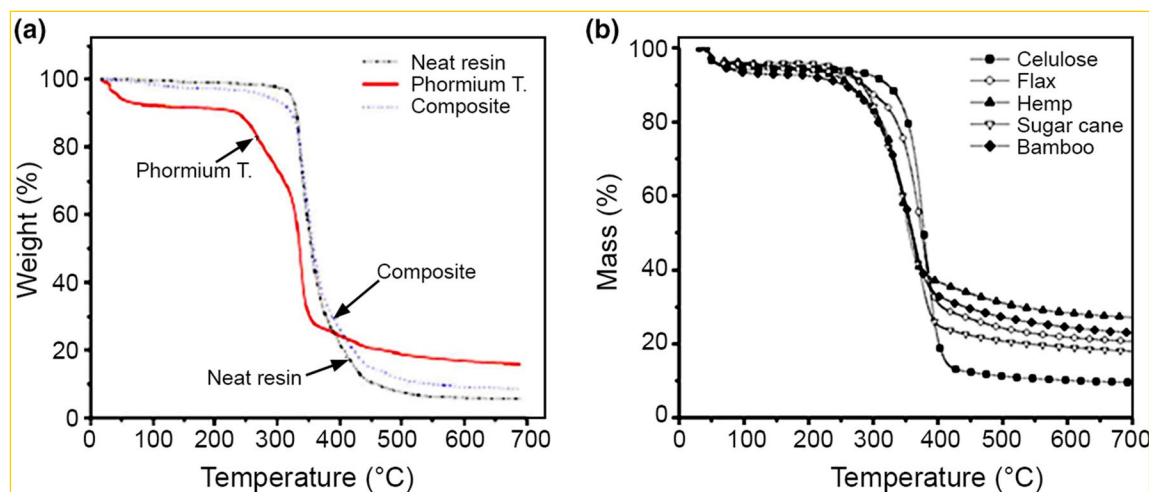 (a)
Weight (%)
100
80
60
40
20
0
0 100 200 300 400 500 600 700
Temperature (°C)
Neat resin
Phormium T.
Composite
Phormium T.
Composite
Neat resin
(b)
Mass (%)
100
80
60
40
20
0
0 100 200 300 400 500 600 700
Temperature (°C)
Celulose
Flax
Hemp
Sugar cane
Bamboo